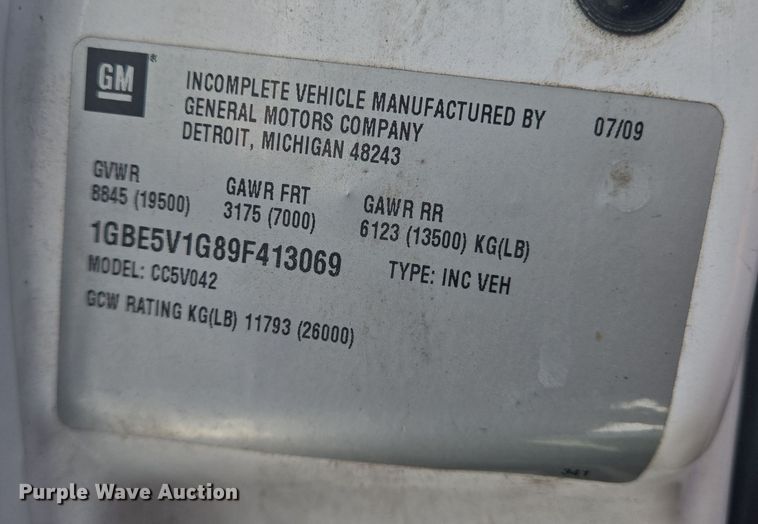 GM®
INCOMPLETE VEHICLE MANUFACTURED BY
GENERAL MOTORS COMPANY
DETROIT, MICHIGAN 48243
07/09
GVWR
8845 (19500)
GAWR FRT
3175 (7000)
GAWR RR
6123 (13500) KG(LB)
1GBE5V1G89F413069
TYPE: INC VEH
MODEL: CC5V042
GCW RATING KG(LB) 11793 (26000)
341
Purple Wave Auction